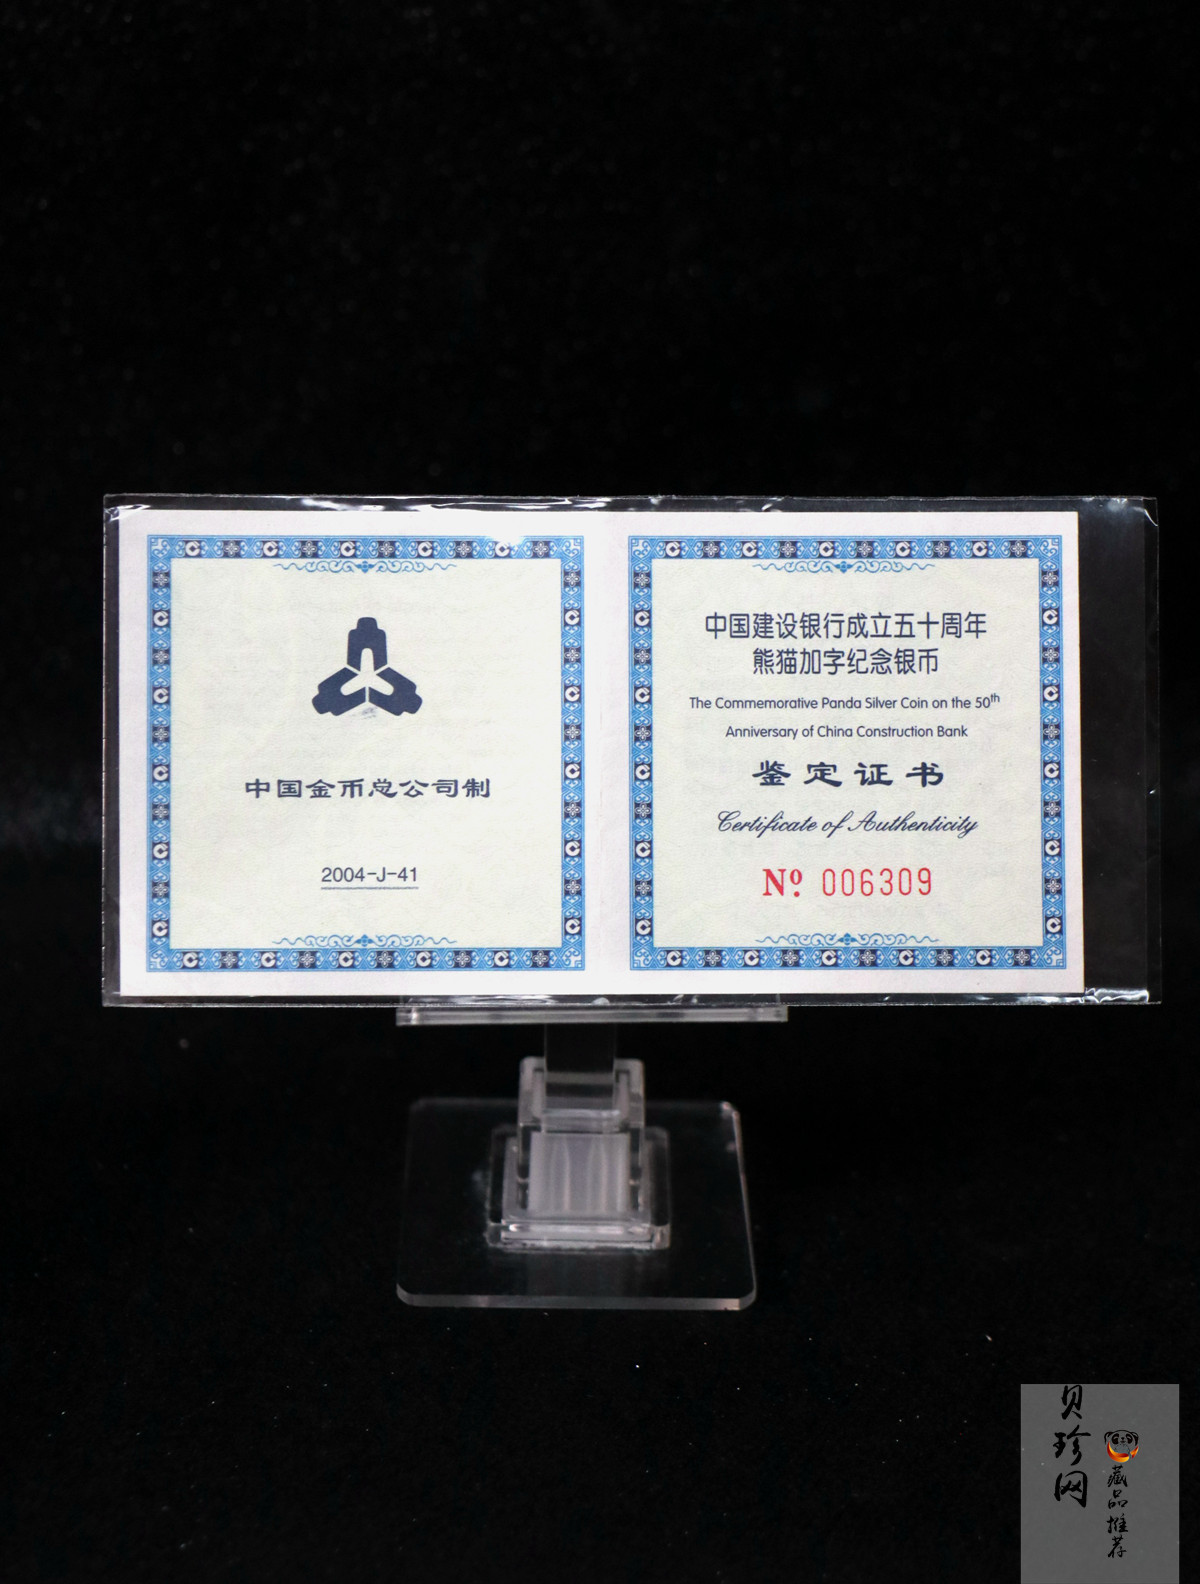 中国金币总公司制
2004-J-41
中国建设银行成立五十周年
熊猫加字纪念银币
The Commemorative Panda Silver Coin on the 50th
Anniversary of China Construction Bank
鉴定证书
Certificate of Authenticity
Nº 006309
贝珍网
藏品推荐